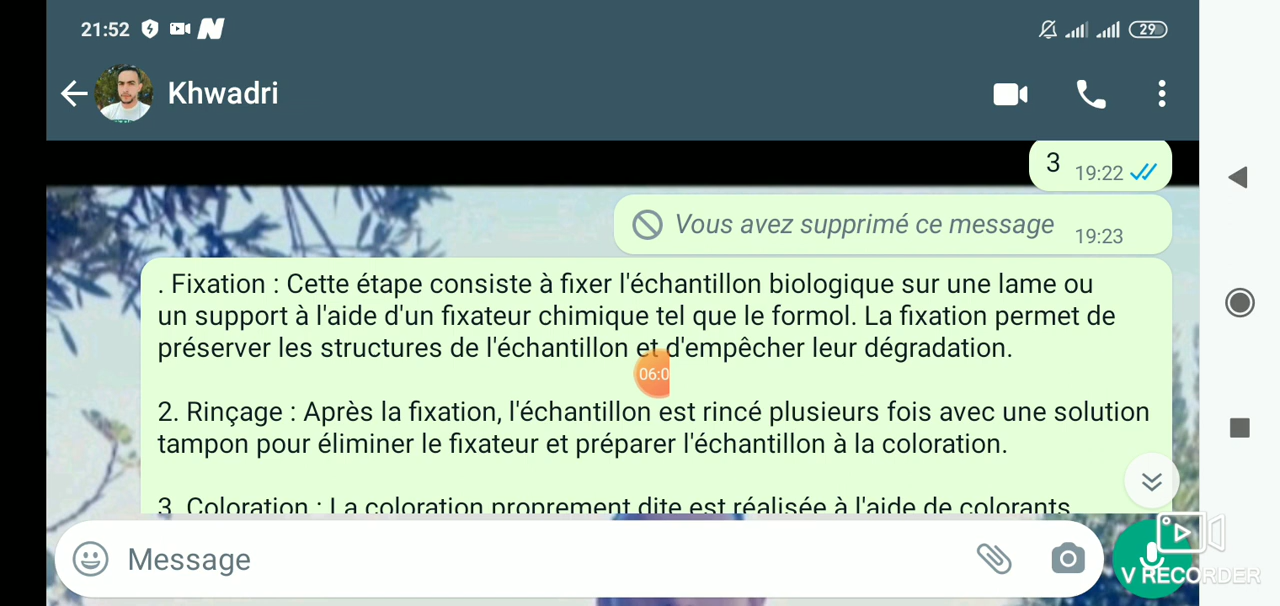 21:52
29
Khwadri
3 19:22
Vous avez supprimé ce message 19:23
. Fixation : Cette étape consiste à fixer l'échantillon biologique sur une lame ou
un support à l'aide d'un fixateur chimique tel que le formol. La fixation permet de
préserver les structures de l'échantillon et d'empêcher leur dégradation.
06:0
2. Rinçage : Après la fixation, l'échantillon est rincé plusieurs fois avec une solution
tampon pour éliminer le fixateur et préparer l'échantillon à la coloration.
3. Coloration : La coloration proprement dite est réalisée à l'aide de colorants
Message
V RECORDER